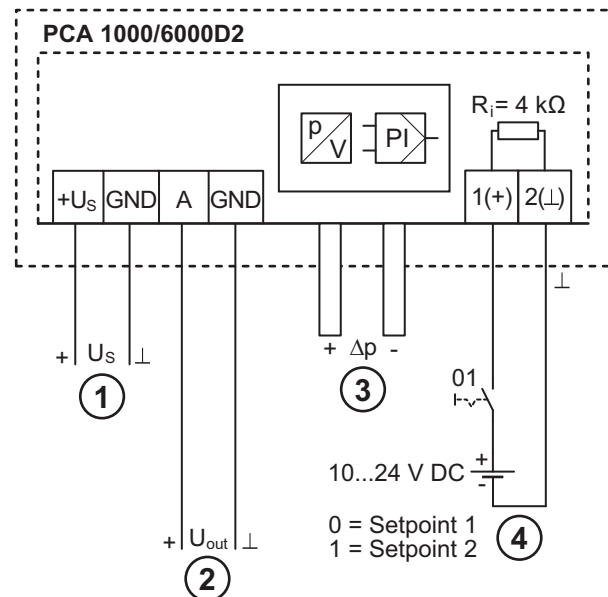 PCA 1000/6000D2
Ri= 4 kΩ
p
V
PI
+Us GND A GND
1(+) 2(⊥)
⊥
+ Us ⊥
1
+ Δp -
3
01
10...24 V DC
+
-
0 = Setpoint 1
1 = Setpoint 2
4
+ Uout ⊥
2